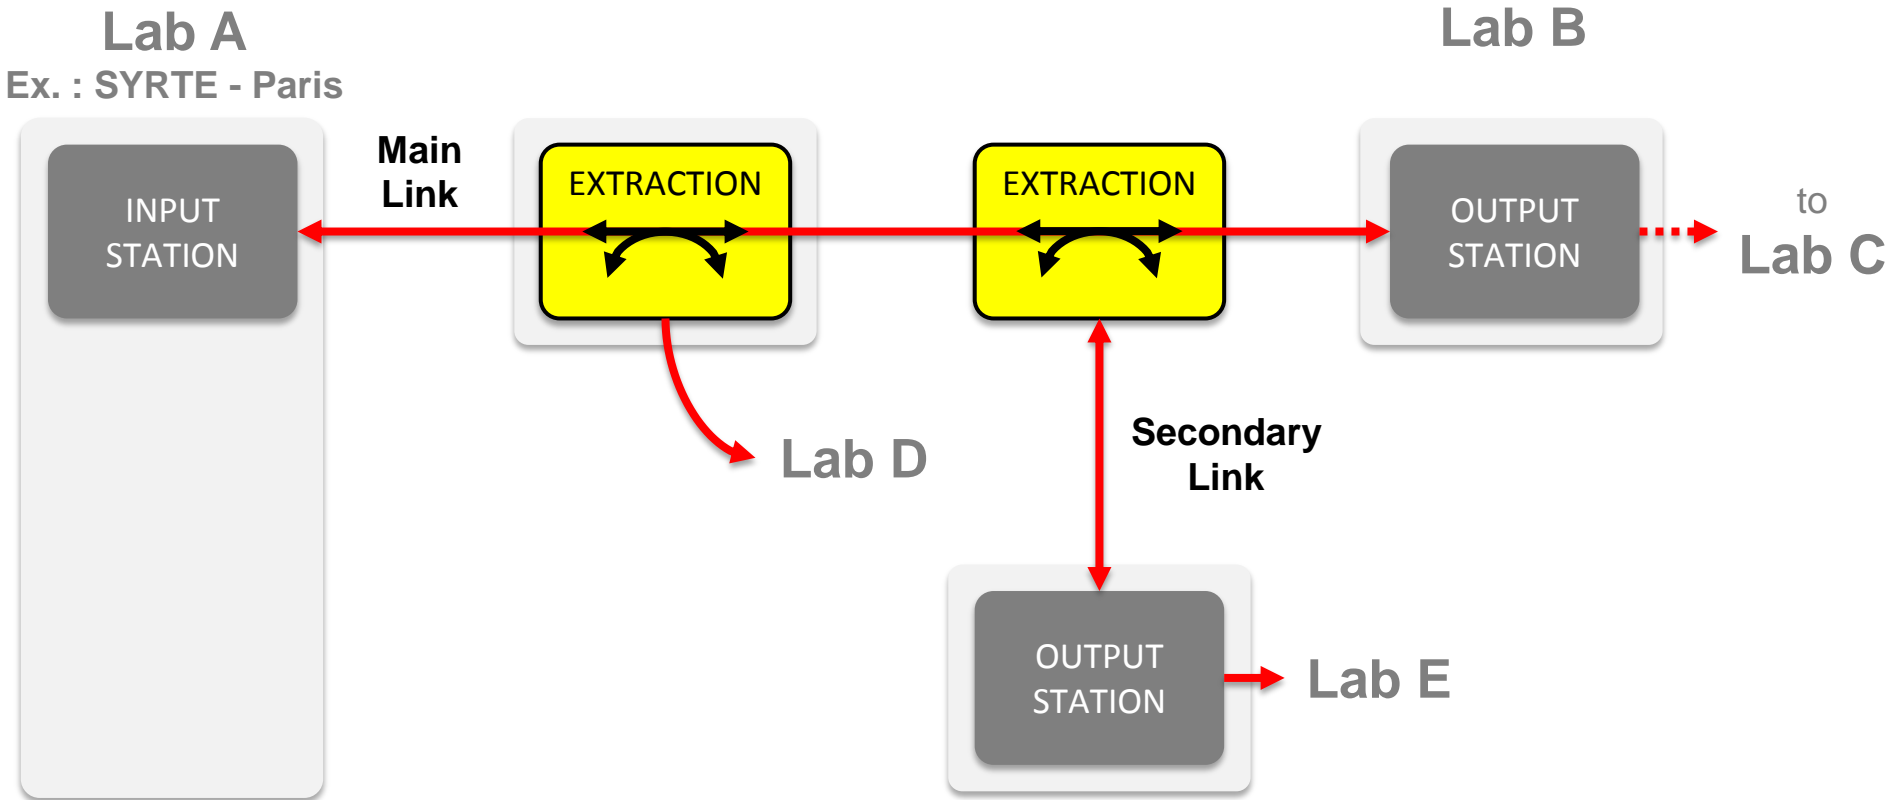 Lab A
Ex. : SYRTE - Paris
Lab B
Main
Link
INPUT
STATION
EXTRACTION
EXTRACTION
OUTPUT
STATION
to
Lab C
Lab D
Secondary
Link
OUTPUT
STATION
Lab E